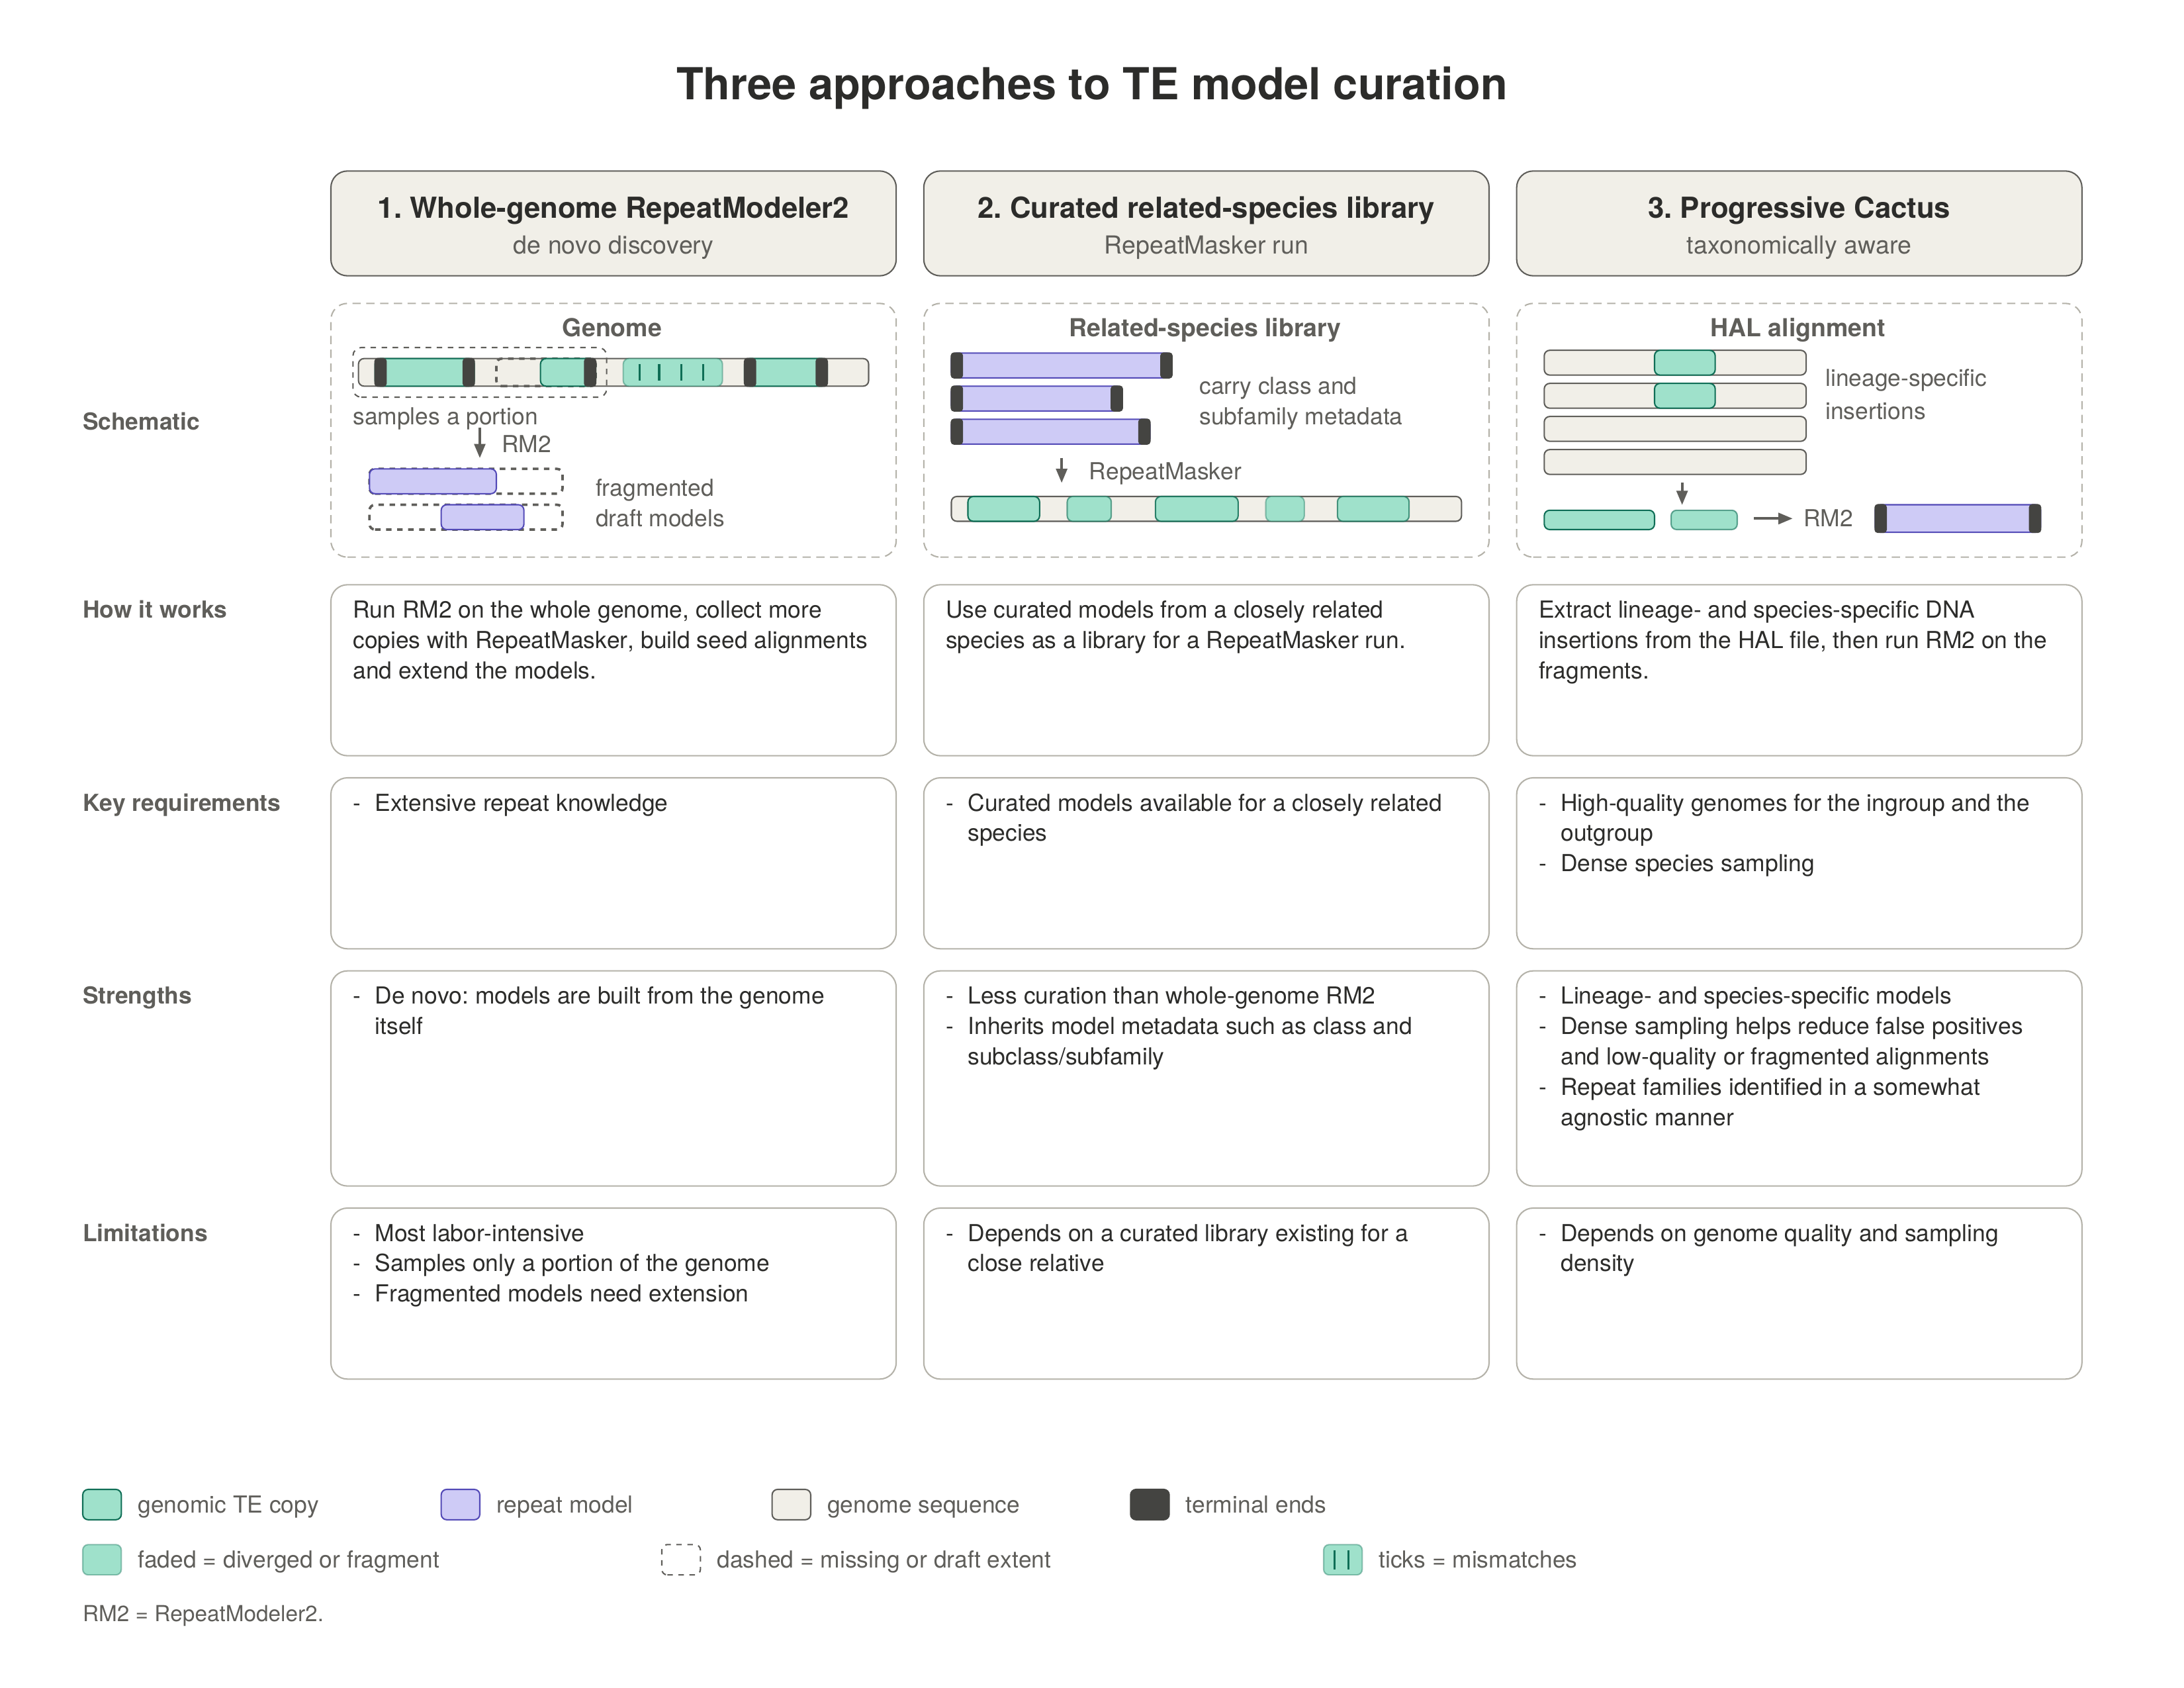 Three approaches to TE model curation
1. Whole-genome RepeatModeler2
de novo discovery
2. Curated related-species library
RepeatMasker run
3. Progressive Cactus
taxonomically aware
Schematic
Genome
samples a portion
RM2
fragmented
draft models
Related-species library
carry class and
subfamily metadata
RepeatMasker
HAL alignment
lineage-specific
insertions
RM2
How it works
Run RM2 on the whole genome, collect more
copies with RepeatMasker, build seed alignments
and extend the models.
Use curated models from a closely related
species as a library for a RepeatMasker run.
Extract lineage- and species-specific DNA
insertions from the HAL file, then run RM2 on the
fragments.
Key requirements
- Extensive repeat knowledge
- Curated models available for a closely related
species
- High-quality genomes for the ingroup and the
outgroup
- Dense species sampling
Strengths
- De novo: models are built from the genome
itself
- Less curation than whole-genome RM2
- Inherits model metadata such as class and
subclass/subfamily
- Lineage- and species-specific models
- Dense sampling helps reduce false positives
and low-quality or fragmented alignments
- Repeat families identified in a somewhat
agnostic manner
Limitations
- Most labor-intensive
- Samples only a portion of the genome
- Fragmented models need extension
- Depends on a curated library existing for a
close relative
- Depends on genome quality and sampling
density
genomic TE copy
repeat model
genome sequence
terminal ends
faded = diverged or fragment
dashed = missing or draft extent
ticks = mismatches
RM2 = RepeatModeler2.